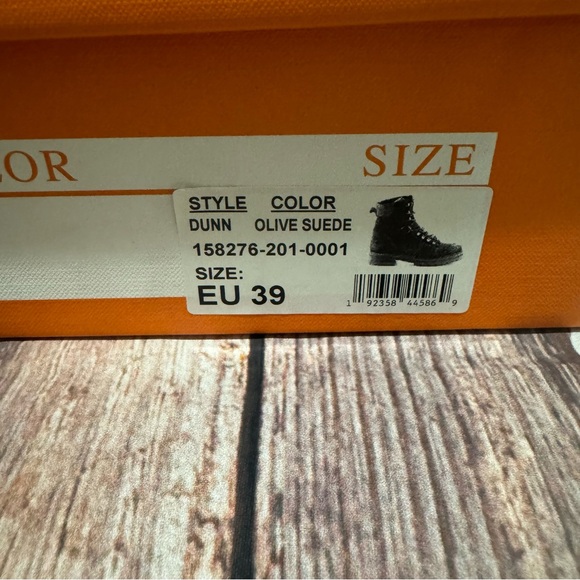 LOR SIZE
STYLE COLOR
DUNN OLIVE SUEDE
158276-201-0001
SIZE:
EU 39
1 92358 44586 9